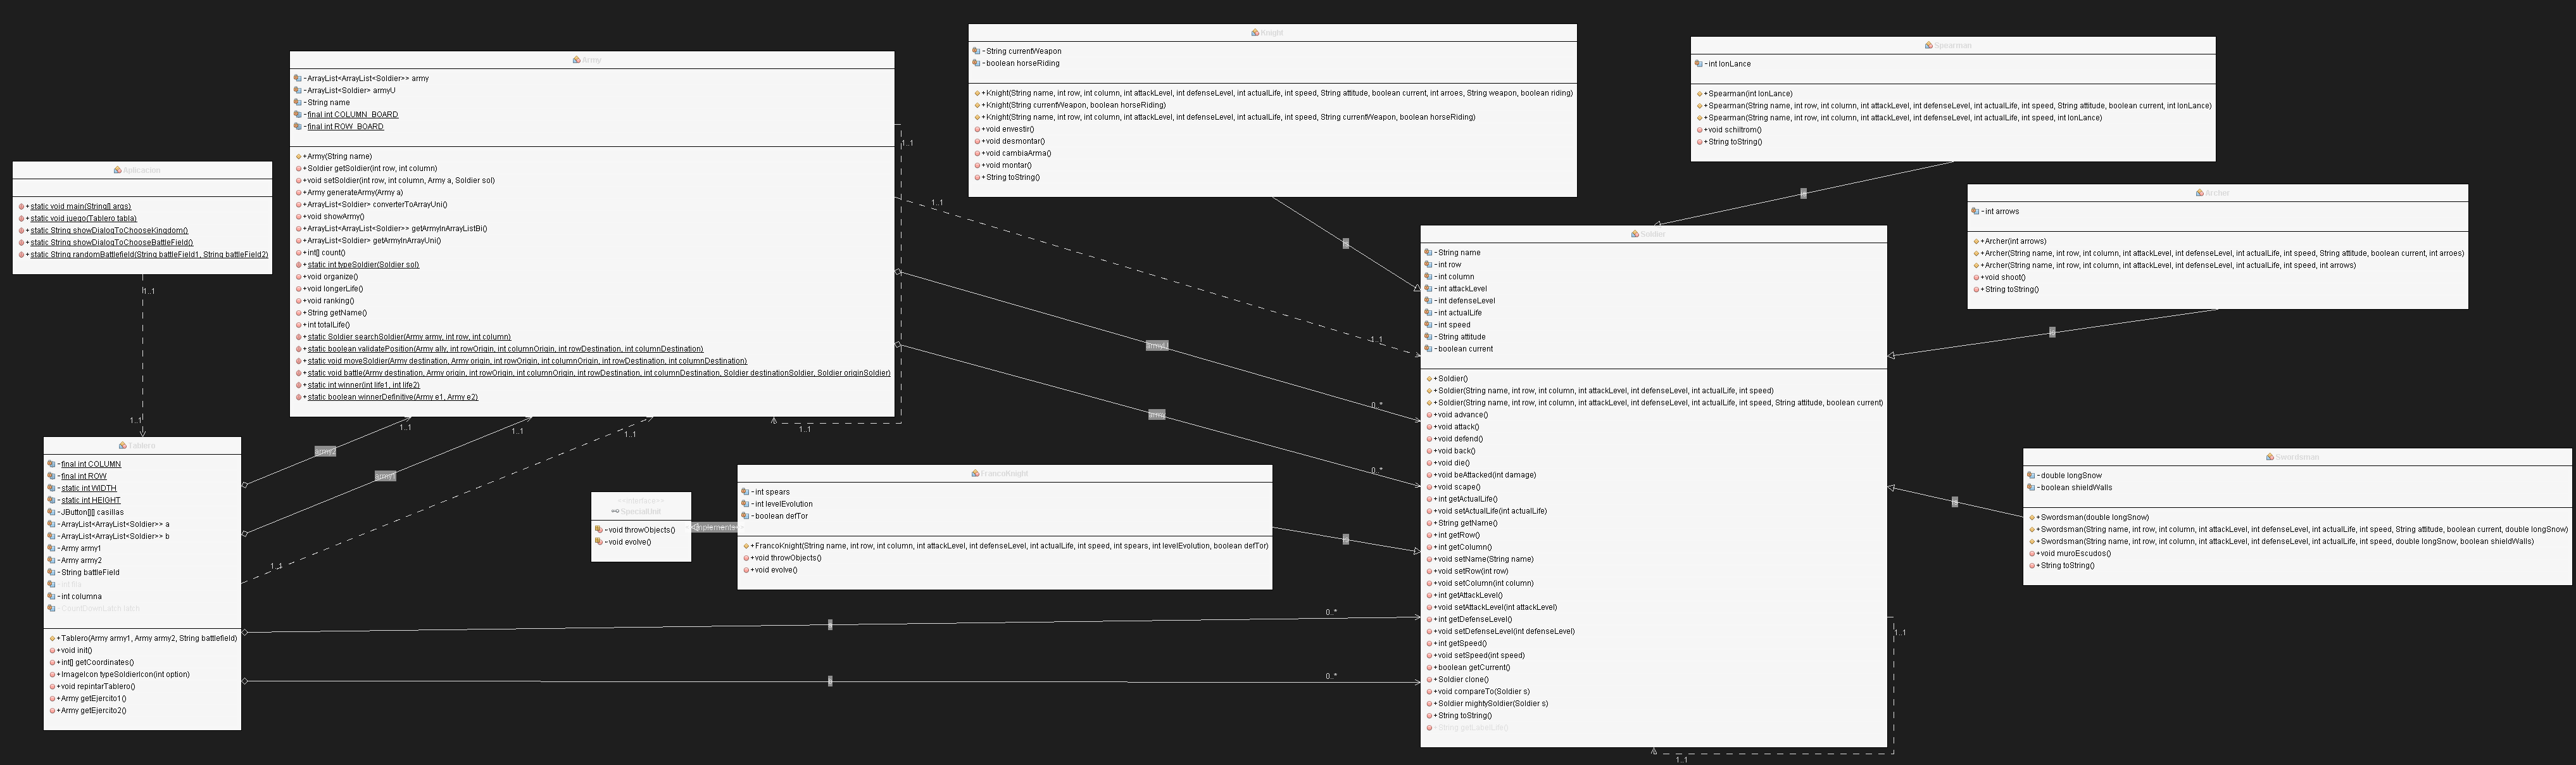 Aplicacion
+static void main(String[] args)
+static void juego(Tablero tabla)
+static String showDialogToChooseKingdom()
+static String showDialogToChooseBattleField()
+static String randomBattlefield(String battleField1, String battleField2)
1..1
1..1
Army
-ArrayList<ArrayList<Soldier>> army
-ArrayList<Soldier> armyU
-String name
-final int COLUMN_BOARD
-final int ROW_BOARD
+Army(String name)
+Soldier getSoldier(int row, int column)
+void setSoldier(int row, int column, Army a, Soldier sol)
+Army generateArmy(Army a)
+ArrayList<Soldier> converterToArrayUni()
+void showArmy()
+ArrayList<ArrayList<Soldier>> getArmyInArrayListBi()
+ArrayList<Soldier> getArmyInArrayUni()
+int[] count()
+static int typeSoldier(Soldier sol)
+void organize()
+void longerLife()
+void ranking()
+String getName()
+int totalLife()
+static Soldier searchSoldier(Army army, int row, int column)
+static boolean validatePosition(Army ally, int rowOrigin, int columnOrigin, int rowDestination, int columnDestination)
+static void moveSoldier(Army destination, Army origin, int rowOrigin, int columnOrigin, int rowDestination, int columnDestination)
+static void battle(Army destination, Army origin, int rowOrigin, int columnOrigin, int rowDestination, int columnDestination, Soldier destinationSoldier, Soldier originSoldier)
+static int winner(int life1, int life2)
+static boolean winnerDefinitive(Army e1, Army e2)
1..1
1..1
1..1
1..1
armyU
0..*
army
0..*
Tablero
-final int COLUMN
-final int ROW
-static int WIDTH
-static int HEIGHT
-JButton[][] casillas
-ArrayList<ArrayList<Soldier>> a
-ArrayList<ArrayList<Soldier>> b
-Army army1
-Army army2
-String battleField
-int fila
-int columna
-CountDownLatch latch
+Tablero(Army army1, Army army2, String battlefield)
+void init()
+int[] getCoordinates()
+ImageIcon typeSoldierIcon(int option)
+void repintarTablero()
+Army getEjercito1()
+Army getEjercito2()
army2
1..1
army1
1..1
1..1
1..1
0..*
0..*
<<Interface>>
SpecialUnit
-void throwObjects()
-void evolve()
implements
FrancoKnight
-int spears
-int levelEvolution
-boolean defTor
+FrancoKnight(String name, int row, int column, int attackLevel, int defenseLevel, int actualLife, int speed, int spears, int levelEvolution, boolean defTor)
+void throwObjects()
+void evolve()
Knight
-String currentWeapon
-boolean horseRiding
+Knight(String name, int row, int column, int attackLevel, int defenseLevel, int actualLife, int speed, String attitude, boolean current, int arroes, String weapon, boolean riding)
+Knight(String currentWeapon, boolean horseRiding)
+Knight(String name, int row, int column, int attackLevel, int defenseLevel, int actualLife, int speed, String currentWeapon, boolean horseRiding)
+void envestir()
+void desmontar()
+void cambiaArma()
+void montar()
+String toString()
Soldier
-String name
-int row
-int column
-int attackLevel
-int defenseLevel
-int actualLife
-int speed
-String attitude
-boolean current
+Soldier()
+Soldier(String name, int row, int column, int attackLevel, int defenseLevel, int actualLife, int speed)
+Soldier(String name, int row, int column, int attackLevel, int defenseLevel, int actualLife, int speed, String attitude, boolean current)
+void advance()
+void attack()
+void defend()
+void back()
+void die()
+void beAttacked(int damage)
+void scape()
+int getActualLife()
+void setActualLife(int actualLife)
+String getName()
+int getRow()
+int getColumn()
+void setName(String name)
+void setRow(int row)
+void setColumn(int column)
+int getAttackLevel()
+void setAttackLevel(int attackLevel)
+int getDefenseLevel()
+void setDefenseLevel(int defenseLevel)
+int getSpeed()
+void setSpeed(int speed)
+boolean getCurrent()
+Soldier clone()
+void compareTo(Soldier s)
+Soldier mightySoldier(Soldier s)
+String toString()
1..1
1..1
Spearman
-int lonLance
+Spearman(int lonLance)
+Spearman(String name, int row, int column, int attackLevel, int defenseLevel, int actualLife, int speed, String attitude, boolean current, int lonLance)
+Spearman(String name, int row, int column, int attackLevel, int defenseLevel, int actualLife, int speed, int lonLance)
+void schiltrom()
+String toString()
Archer
-int arrows
+Archer(int arrows)
+Archer(String name, int row, int column, int attackLevel, int defenseLevel, int actualLife, int speed, String attitude, boolean current, int arroes)
+Archer(String name, int row, int column, int attackLevel, int defenseLevel, int actualLife, int speed, int arrows)
+void shoot()
+String toString()
Swordsman
-double longSnow
-boolean shieldWalls
+Swordsman(double longSnow)
+Swordsman(String name, int row, int column, int attackLevel, int defenseLevel, int actualLife, int speed, String attitude, boolean current, double longSnow)
+Swordsman(String name, int row, int column, int attackLevel, int defenseLevel, int actualLife, int speed, double longSnow, boolean shieldWalls)
+void muroEscudos()
+String toString()